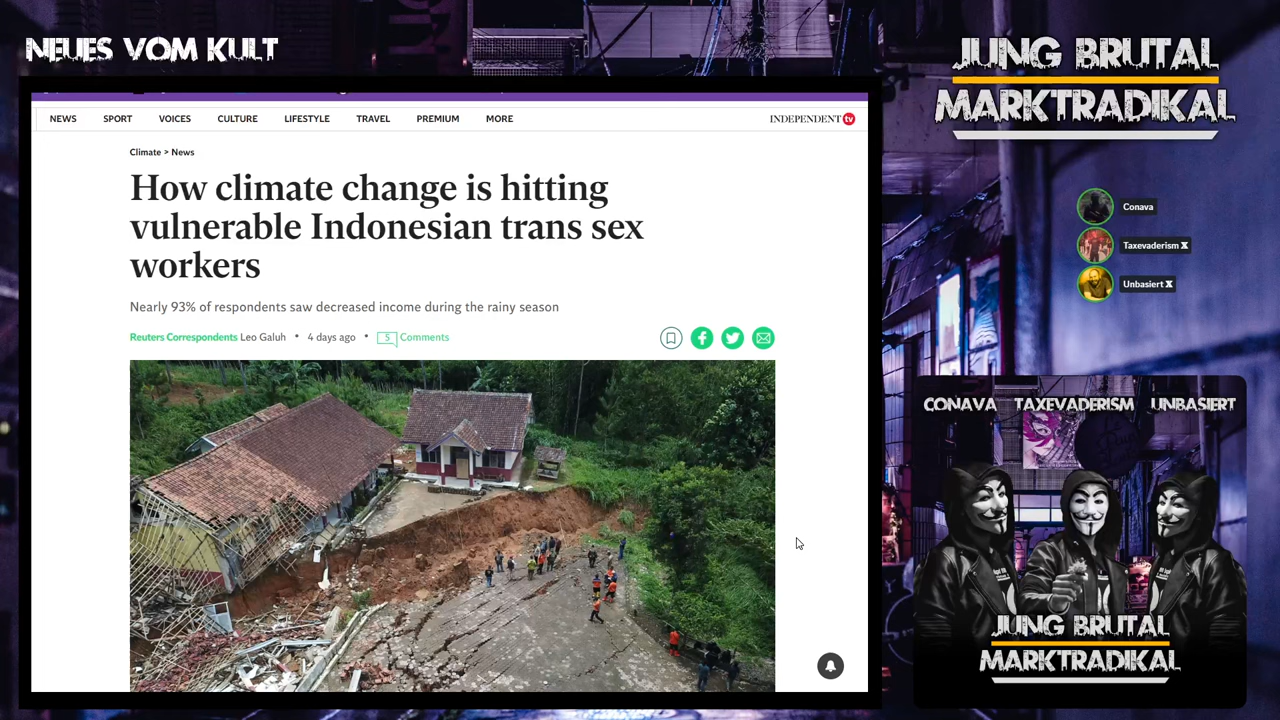 NEUES VOM KULT
JUNG BRUTAL
MARKTRADIKAL
NEWS SPORT VOICES CULTURE LIFESTYLE TRAVEL PREMIUM MORE INDEPENDENT tv
Climate > News
How climate change is hitting
vulnerable Indonesian trans sex
workers
Nearly 93% of respondents saw decreased income during the rainy season
Reuters Correspondents Leo Galuh • 4 days ago • 5 Comments
Conava
Taxevaderism X
Unbasiert X
CONAVA TAXEVADERISM UNBASIERT
JUNG BRUTAL
MARKTRADIKAL